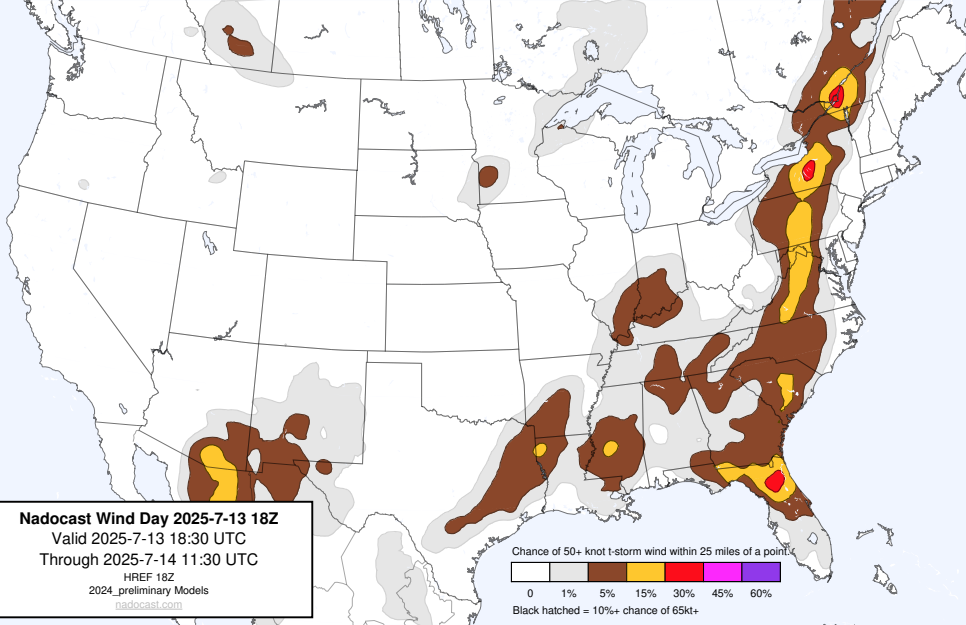 Nadocast Wind Day 2025-7-13 18Z
Valid 2025-7-13 18:30 UTC
Through 2025-7-14 11:30 UTC
HREF 18Z
2024_preliminary Models
nadocast.com
Chance of 50+ knot t-storm wind within 25 miles of a point.
0 1% 5% 15% 30% 45% 60%
Black hatched = 10%+ chance of 65kt+